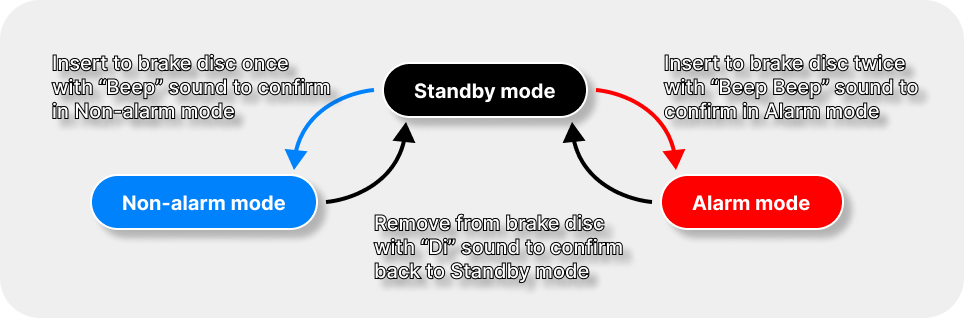 Insert to brake disc once
with “Beep” sound to confirm
in Non-alarm mode
Standby mode
Insert to brake disc twice
with “Beep Beep” sound to
confirm in Alarm mode
Non-alarm mode
Alarm mode
Remove from brake disc
with “Di” sound to confirm
back to Standby mode